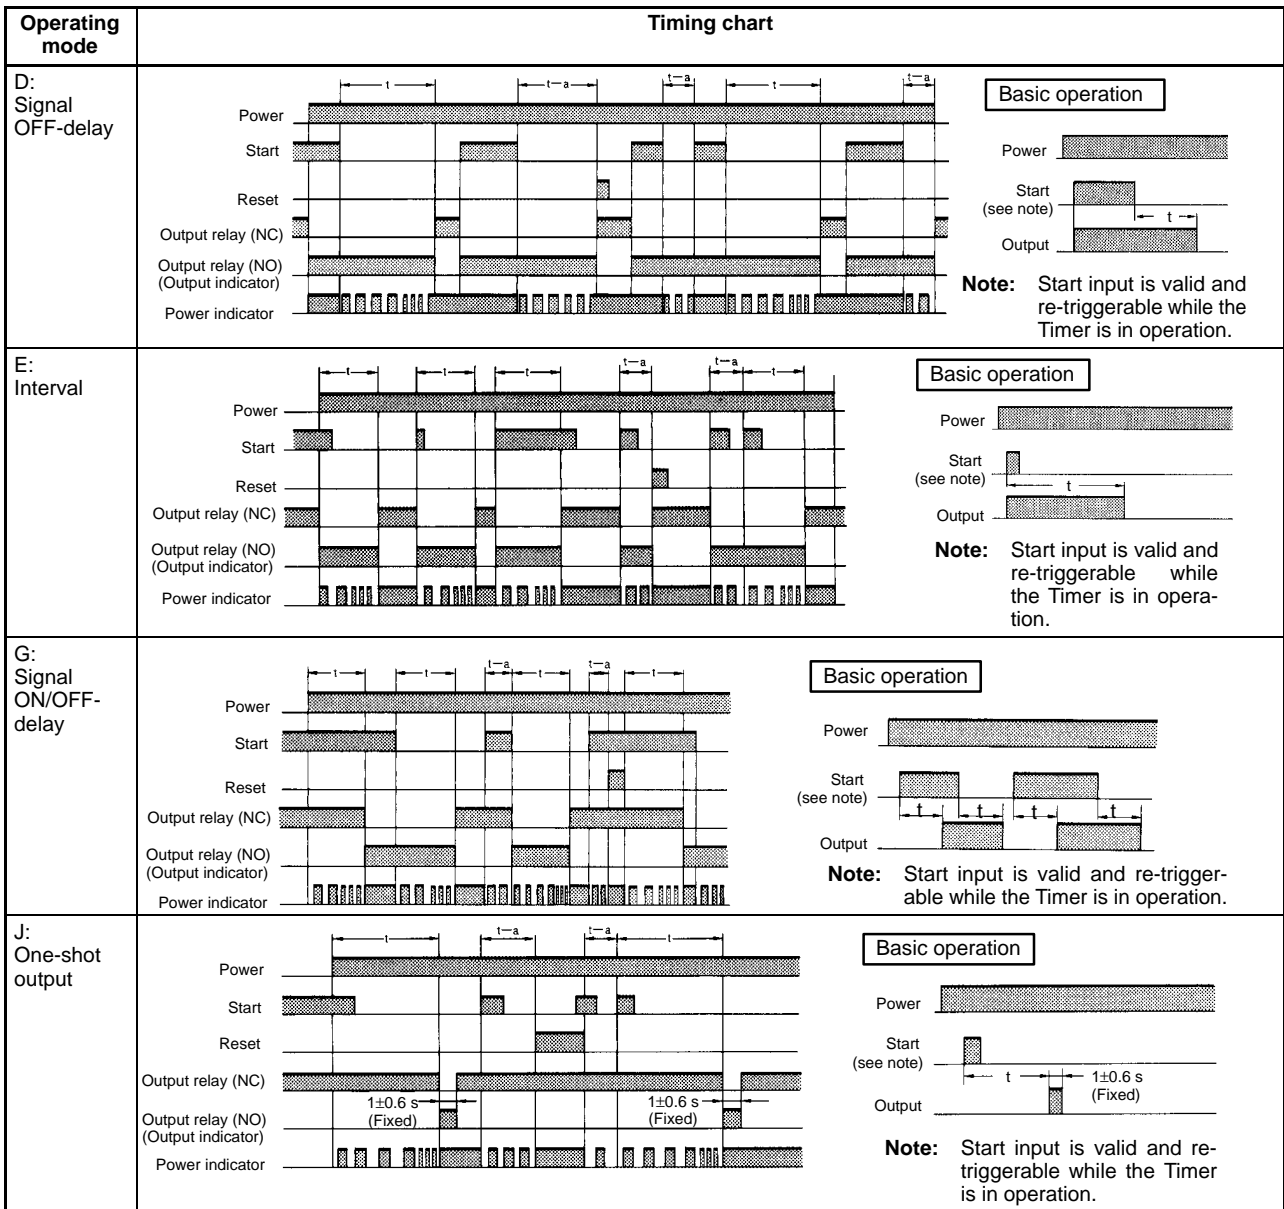 Operating
mode
Timing chart
D:
Signal
OFF-delay
t
t—a
t—a
t
t—a
Power
Start
Reset
Output relay (NC)
Output relay (NO)
(Output indicator)
Power indicator
Basic operation
Power
Start
(see note)
t
Output
Note: Start input is valid and
re-triggerable while the
Timer is in operation.
E:
Interval
t
t
t
t—a
t—a
t
Power
Start
Reset
Output relay (NC)
Output relay (NO)
(Output indicator)
Power indicator
Basic operation
Power
Start
(see note)
t
Output
Note: Start input is valid and
re-triggerable while
the Timer is in opera-
tion.
G:
Signal
ON/OFF-
delay
t
t
t—a
t
t—a
t
Power
Start
Reset
Output relay (NC)
Output relay (NO)
(Output indicator)
Power indicator
Basic operation
Power
Start
(see note)
t
t
t
t
Output
Note: Start input is valid and re-trigger-
able while the Timer is in operation.
J:
One-shot
output
t
t—a
t—a
t
Power
Start
Reset
Output relay (NC)
1±0.6 s
(Fixed)
1±0.6 s
(Fixed)
Output relay (NO)
(Output indicator)
Power indicator
Basic operation
Power
Start
(see note)
t
1±0.6 s
(Fixed)
Output
Note: Start input is valid and re-
triggerable while the Timer
is in operation.